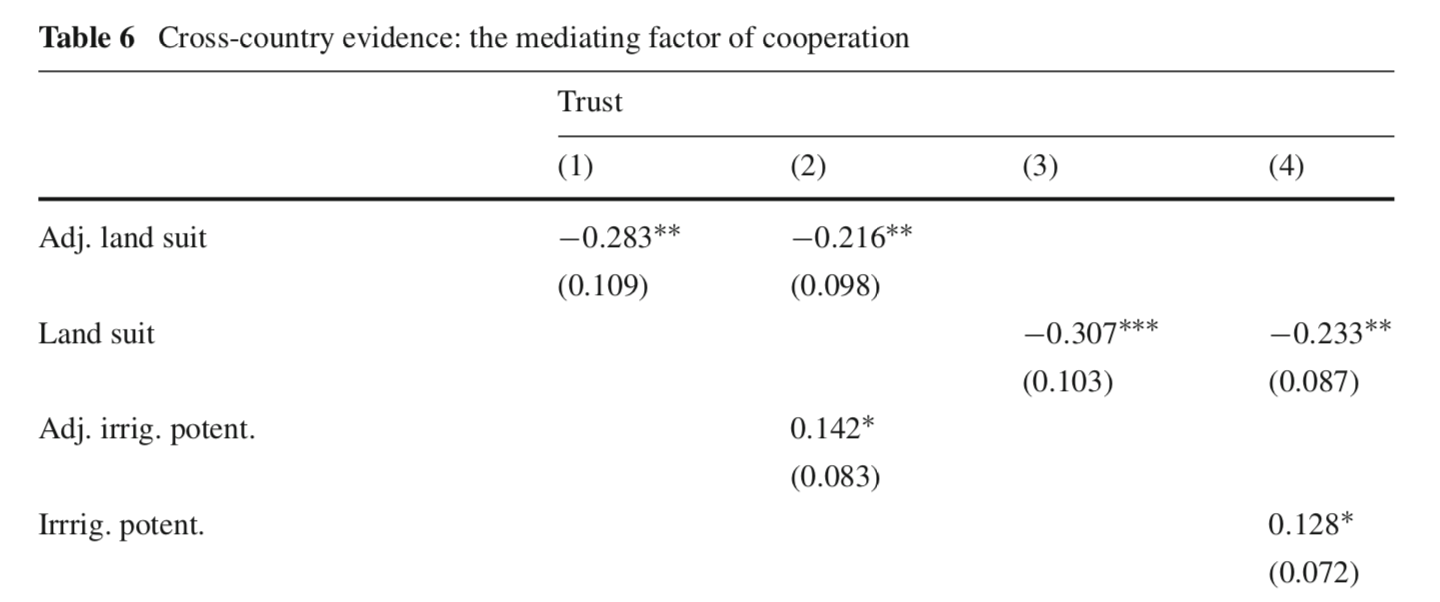 Table 6 Cross-country evidence: the mediating factor of cooperation
Trust
(1) (2) (3) (4)
Adj. land suit −0.283** −0.216**
(0.109) (0.098)
Land suit −0.307*** −0.233**
(0.103) (0.087)
Adj. irrig. potent. 0.142*
(0.083)
Irrrig. potent. 0.128*
(0.072)